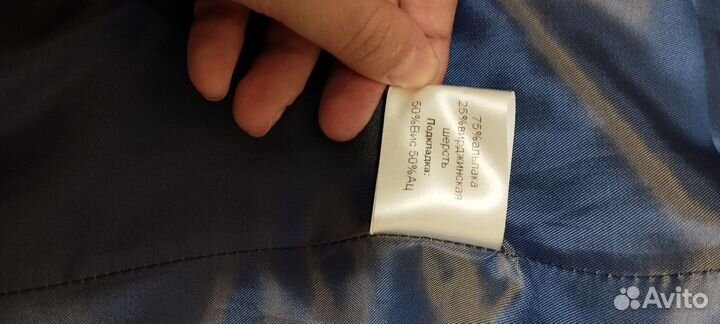 75%альпака
25%вирджинская
шерсть
Подкладка:
50%Вис 50%АЦ
Avito